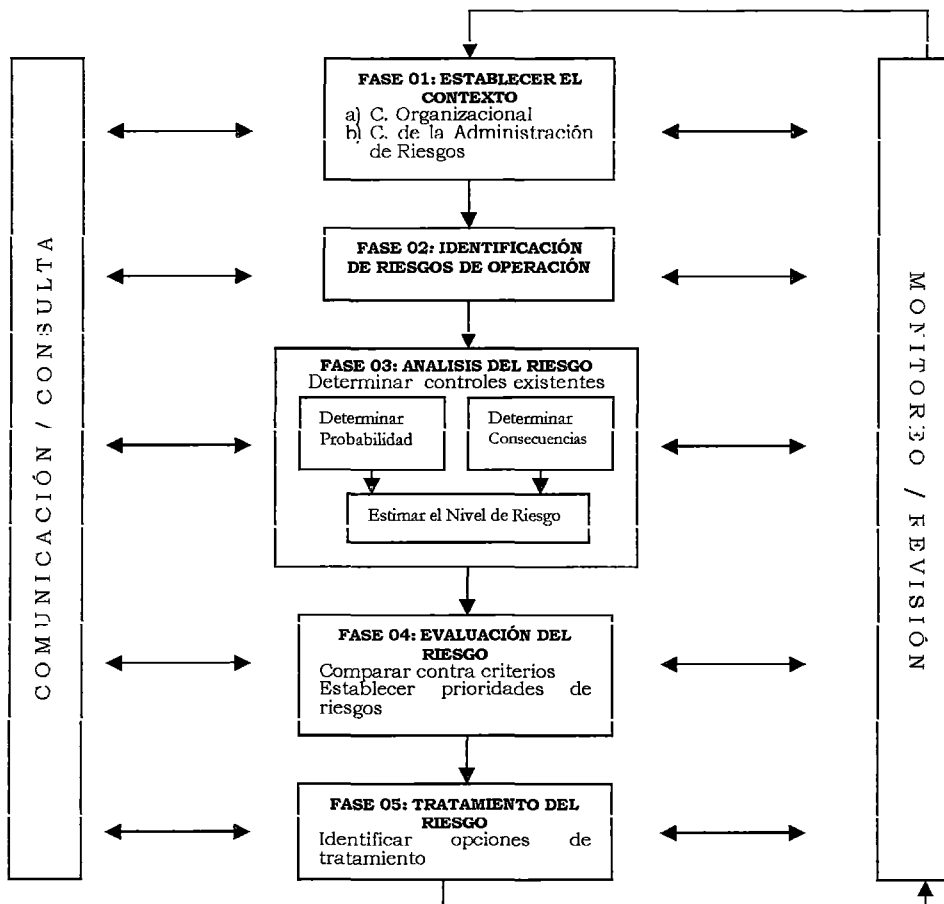 FASE 01: ESTABLECER EL
CONTEXTO
a) C. Organizacional
b) C. de la Administración
de Riesgos
FASE 02: IDENTIFICACIÓN
DE RIESGOS DE OPERACIÓN
FASE 03: ANALISIS DEL RIESGO
Determinar controles existentes
Determinar
Probabilidad
Determinar
Consecuencias
Estimar el Nivel de Riesgo
FASE 04: EVALUACIÓN DEL
RIESGO
Comparar contra criterios
Establecer prioridades de
riesgos
FASE 05: TRATAMIENTO DEL
RIESGO
Identificar opciones de
tratamiento
COMUNICACIÓN / CONSULTA
MONITOREO / REVISIÓN